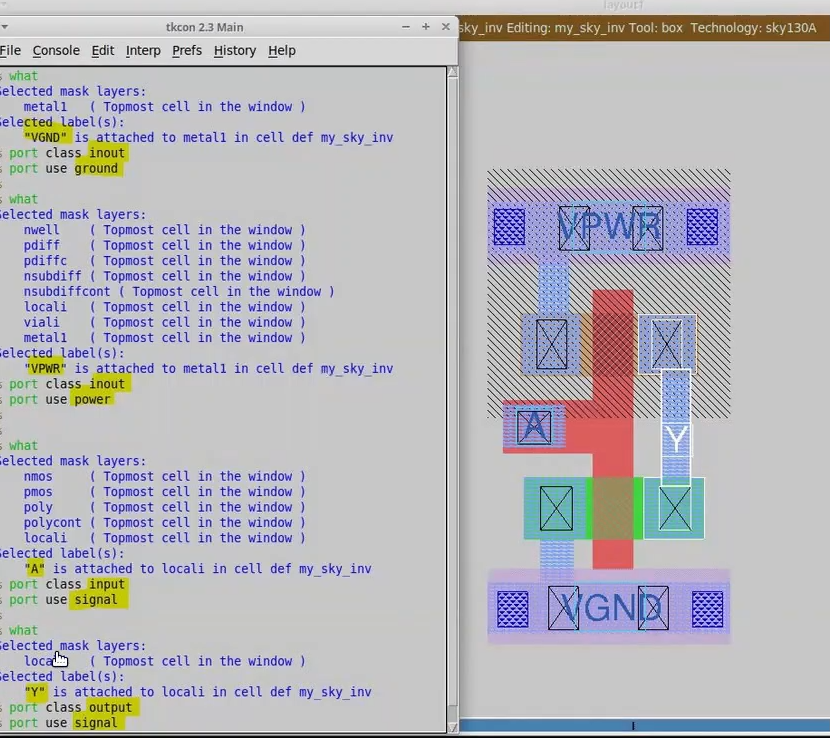 layout1
tkcon 2.3 Main
File Console Edit Interp Prefs History Help
sky_inv Editing: my_sky_inv Tool: box Technology: sky130A
what
Selected mask layers:
metal1 ( Topmost cell in the window )
Selected label(s):
"VGND" is attached to metal1 in cell def my_sky_inv
port class inout
port use ground
what
Selected mask layers:
nwell ( Topmost cell in the window )
pdiff ( Topmost cell in the window )
pdiffc ( Topmost cell in the window )
nsubdiff ( Topmost cell in the window )
nsubdiffcont ( Topmost cell in the window )
locali ( Topmost cell in the window )
viali ( Topmost cell in the window )
metal1 ( Topmost cell in the window )
Selected label(s):
"VPWR" is attached to metal1 in cell def my_sky_inv
port class inout
port use power
what
Selected mask layers:
nmos ( Topmost cell in the window )
pmos ( Topmost cell in the window )
poly ( Topmost cell in the window )
polycont ( Topmost cell in the window )
locali ( Topmost cell in the window )
Selected label(s):
"A" is attached to locali in cell def my_sky_inv
port class input
port use signal
what
Selected mask layers:
( Topmost cell in the window )
Selected label(s):
"Y" is attached to locali in cell def my_sky_inv
port class output
port use signal
VPWR
A
Y
VGND